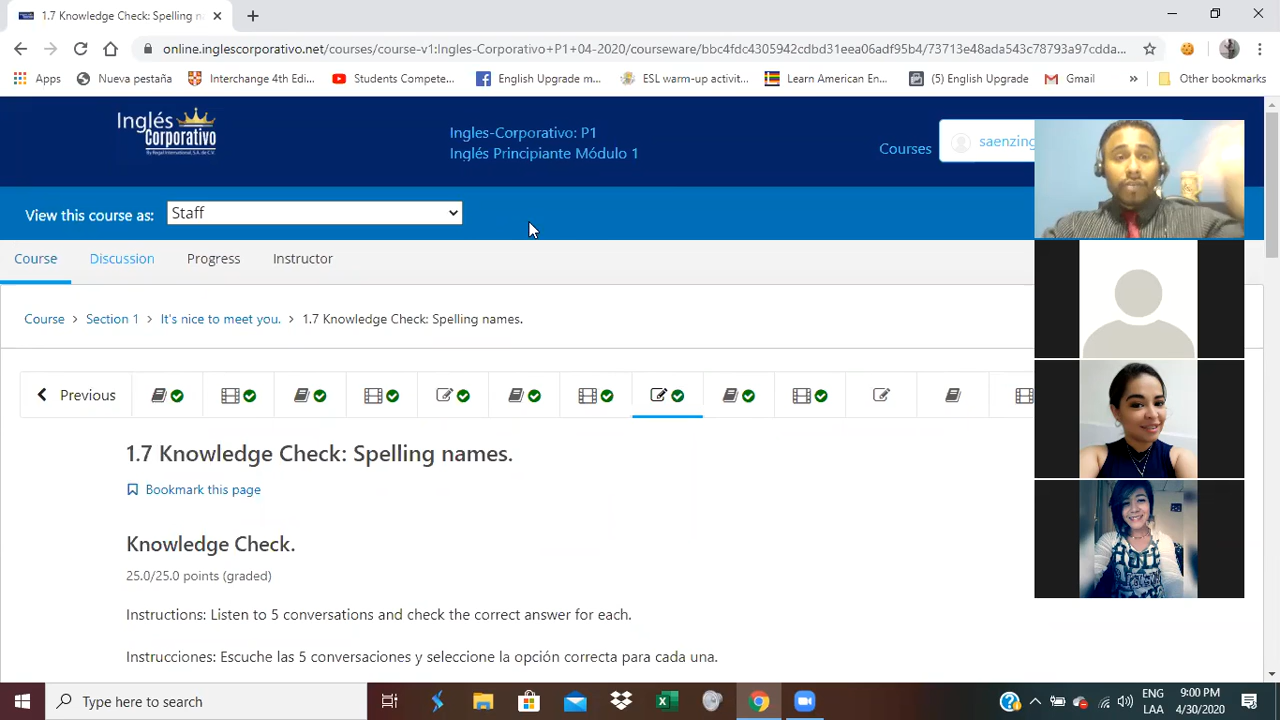 1.7 Knowledge Check: Spelling n
online.inglescorporativo.net/courses/course-v1:Ingles-Corporativo+P1+04-2020/courseware/bbc4fdc4305942cdbd31eea06adf95b4/73713e48ada543c78793a97cdda...
Apps Nueva pestaña Interchange 4th Edi... Students Compete... English Upgrade m... ESL warm-up activit... Learn American En... (5) English Upgrade Gmail » Other bookmarks
Inglés
Corporativo
By Regal International, S.A. de C.V.
Ingles-Corporativo: P1
Inglés Principiante Módulo 1
Courses saenzing
View this course as: Staff
Course Discussion Progress Instructor
Course > Section 1 > It's nice to meet you. > 1.7 Knowledge Check: Spelling names.
Previous
1.7 Knowledge Check: Spelling names.
Bookmark this page
Knowledge Check.
25.0/25.0 points (graded)
Instructions: Listen to 5 conversations and check the correct answer for each.
Instrucciones: Escuche las 5 conversaciones y seleccione la opción correcta para cada una.
Type here to search
ENG 9:00 PM
LAA 4/30/2020